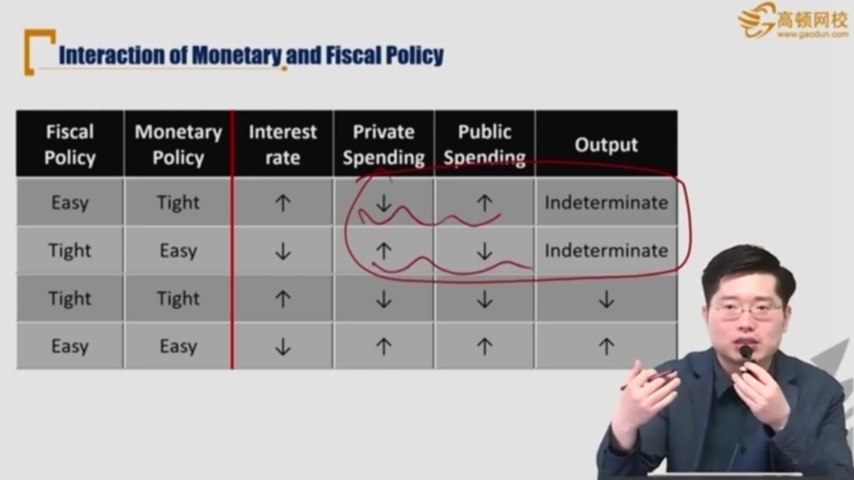 高顿网校
www.gaodun.com
Interaction of Monetary and Fiscal Policy
Fiscal Policy Monetary Policy Interest rate Private Spending Public Spending Output
Easy Tight ↑ ↓ ↑ Indeterminate
Tight Easy ↓ ↑ ↓ Indeterminate
Tight Tight ↑ ↓ ↓ ↓
Easy Easy ↓ ↑ ↑ ↑